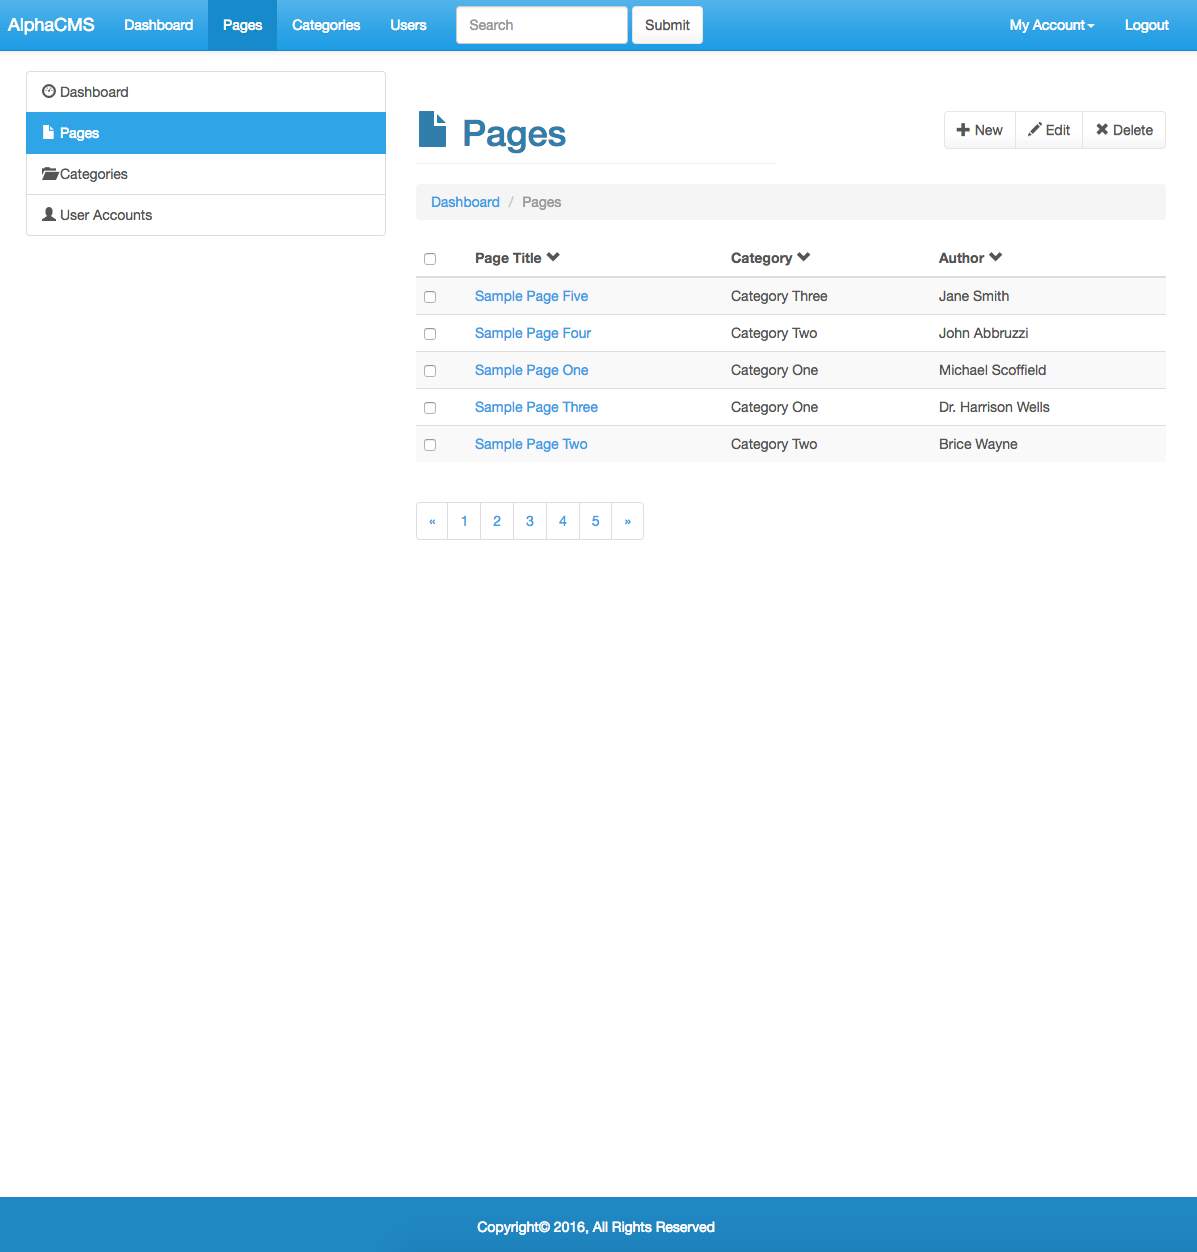 AlphaCMS Dashboard Pages Categories Users Search Submit My Account Logout
Dashboard
Pages
Categories
User Accounts
Pages
New Edit Delete
Dashboard / Pages
Page Title Category Author
Sample Page Five Category Three Jane Smith
Sample Page Four Category Two John Abbruzzi
Sample Page One Category One Michael Scoffield
Sample Page Three Category One Dr. Harrison Wells
Sample Page Two Category Two Brice Wayne
« 1 2 3 4 5 »
Copyright© 2016, All Rights Reserved